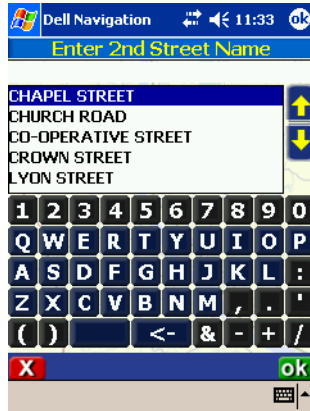 Dell Navigation 11:33 ok
Enter 2nd Street Name
CHAPEL STREET
CHURCH ROAD
CO-OPERATIVE STREET
CROWN STREET
LYON STREET
1 2 3 4 5 6 7 8 9 0
Q W E R T Y U I O P
A S D F G H J K L :
Z X C V B N M , . '
( ) <- & - + /
X ok